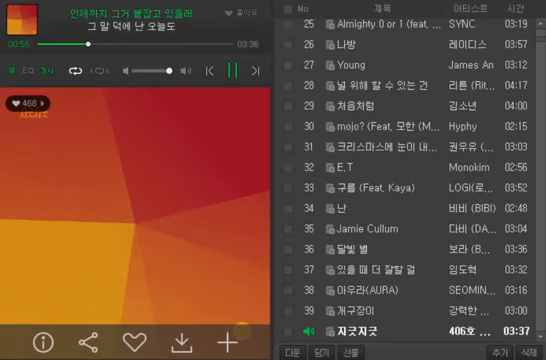 언제까지 그거 붙잡고 있을래
그 말 덕에 난 오늘도
좋아요
00:55
03:36
EQ 가사
468
지긋지긋
No 제목 아티스트 시간
25 Almighty 0 or 1 (feat,... SYNC 03:19
26 나방 레이디스 03:37
27 Young James An 03:12
28 널 위해 할 수 있는 건 리튼 (Rit... 04:17
29 처음처럼 김소년 04:00
30 mojo? (Feat, 모한 (M... Hyphy 02:15
31 크리스마스에 눈이 내... 권우유 (... 03:03
32 E.T Monokim 02:56
33 구름 (Feat, Kaya) LOGI(로... 03:52
34 난 비비 (BIBI) 02:48
35 Jamie Cullum 다비 (DA... 03:04
36 달빛 별 보라 (B... 03:36
37 있을 때 더 잘할 걸 임도혁 03:32
38 아우라(AURA) SEOMIN... 03:16
39 개구장이 강력한 ... 03:00
지긋지긋 406호 ... 03:37
다운 담기 선물 추가 삭제